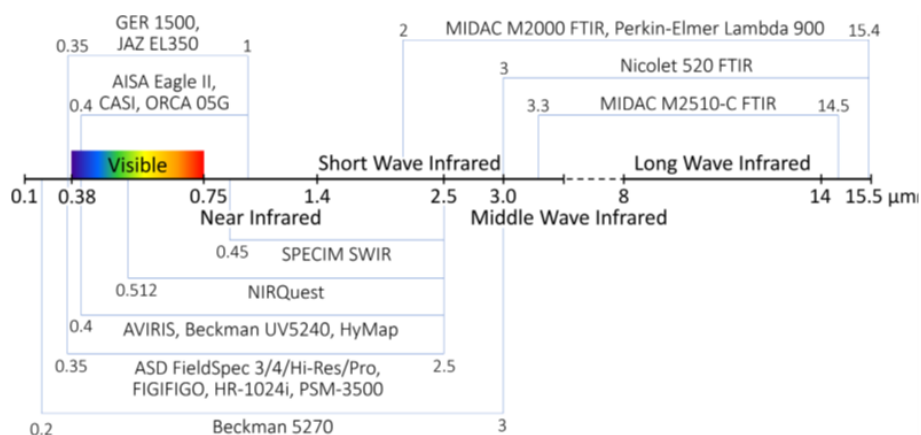 GER 1500,
JAZ EL350
0.35 1
AISA Eagle II,
CASI, ORCA 05G
0.4
2 MIDAC M2000 FTIR, Perkin-Elmer Lambda 900 15.4
3 Nicolet 520 FTIR
3.3 MIDAC M2510-C FTIR 14.5
Visible Short Wave Infrared Long Wave Infrared
0.1 0.38 0.75 1.4 2.5 3.0 8 14 15.5 µm
Near Infrared Middle Wave Infrared
0.45 SPECIM SWIR
0.512 NIRQuest
0.4 AVIRIS, Beckman UV5240, HyMap
0.35 ASD FieldSpec 3/4/Hi-Res/Pro, 2.5
FIGIFIGO, HR-1024i, PSM-3500
0.2 Beckman 5270 3